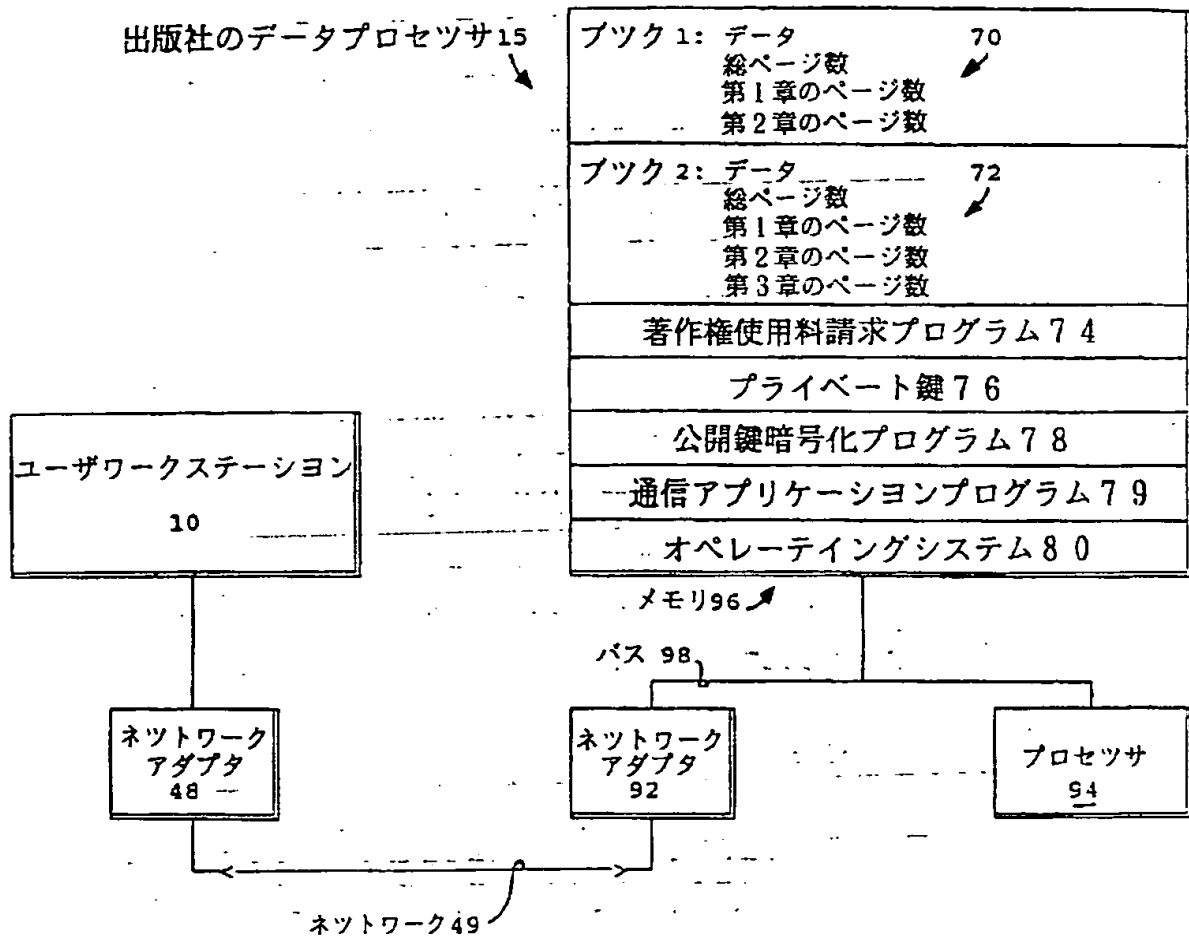 出版社のデータプロセツサ15
ブツク1: データ 70
総ページ数
第1章のページ数
第2章のページ数
ブツク2: データ 72
総ページ数
第1章のページ数
第2章のページ数
第3章のページ数
著作権使用料請求プログラム74
プライベート鍵76
公開鍵暗号化プログラム78
通信アプリケーシヨンプログラム79
オペレーテイングシステム80
メモリ96
ユーザワークステーシヨン
10
バス 98
ネツトワーク
アダプタ
48
ネツトワーク
アダプタ
92
プロセツサ
94
ネツトワーク49